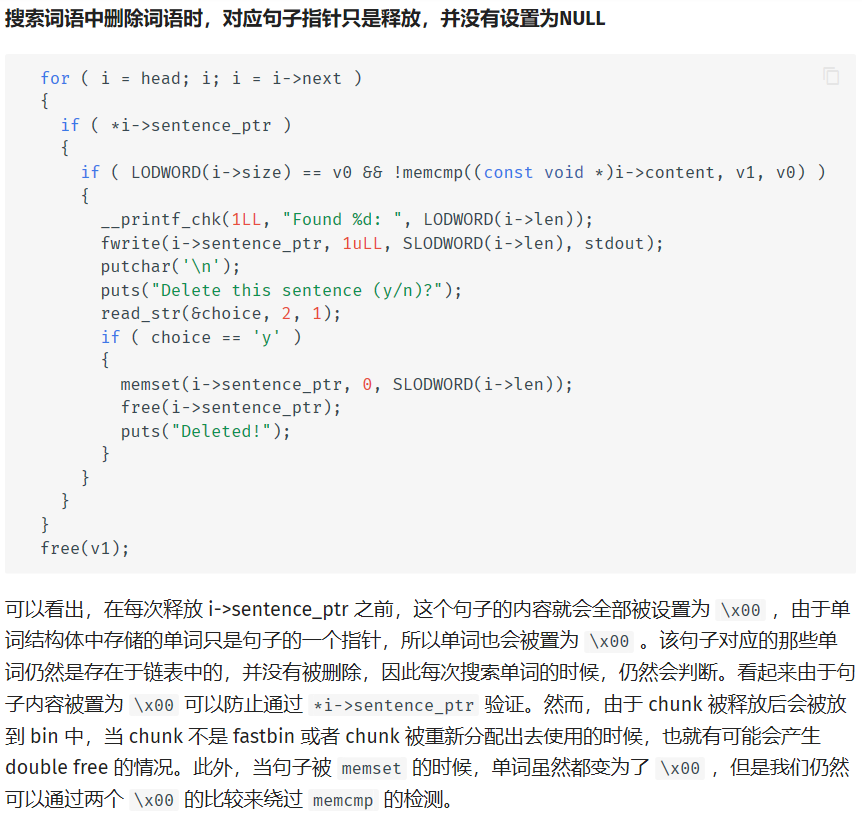 搜索词语中删除词语时，对应句子指针只是释放，并没有设置为NULL
for ( i = head; i; i = i->next )
{
if ( *i->sentence_ptr )
{
if ( LODWORD(i->size) == v0 && !memcmp((const void *)i->content, v1, v0) )
{
__printf_chk(1LL, "Found %d: ", LODWORD(i->len));
fwrite(i->sentence_ptr, 1uLL, SLODWORD(i->len), stdout);
putchar('\n');
puts("Delete this sentence (y/n)?");
read_str(&choice, 2, 1);
if ( choice == 'y' )
{
memset(i->sentence_ptr, 0, SLODWORD(i->len));
free(i->sentence_ptr);
puts("Deleted!");
}
}
}
}
free(v1);
可以看出，在每次释放 i->sentence_ptr 之前，这个句子的内容就会全部被设置为 \x00 ，由于单
词结构体中存储的单词只是句子的一个指针，所以单词也会被置为 \x00 。该句子对应的那些单
词仍然是存在于链表中的，并没有被删除，因此每次搜索单词的时候，仍然会判断。看起来由于句
子内容被置为 \x00 可以防止通过 *i->sentence_ptr 验证。然而，由于 chunk 被释放后会被放
到 bin 中，当 chunk 不是 fastbin 或者 chunk 被重新分配出去使用的时候，也就有可能会产生
double free 的情况。此外，当句子被 memset 的时候，单词虽然都变为了 \x00 ，但是我们仍然
可以通过两个 \x00 的比较来绕过 memcmp 的检测。